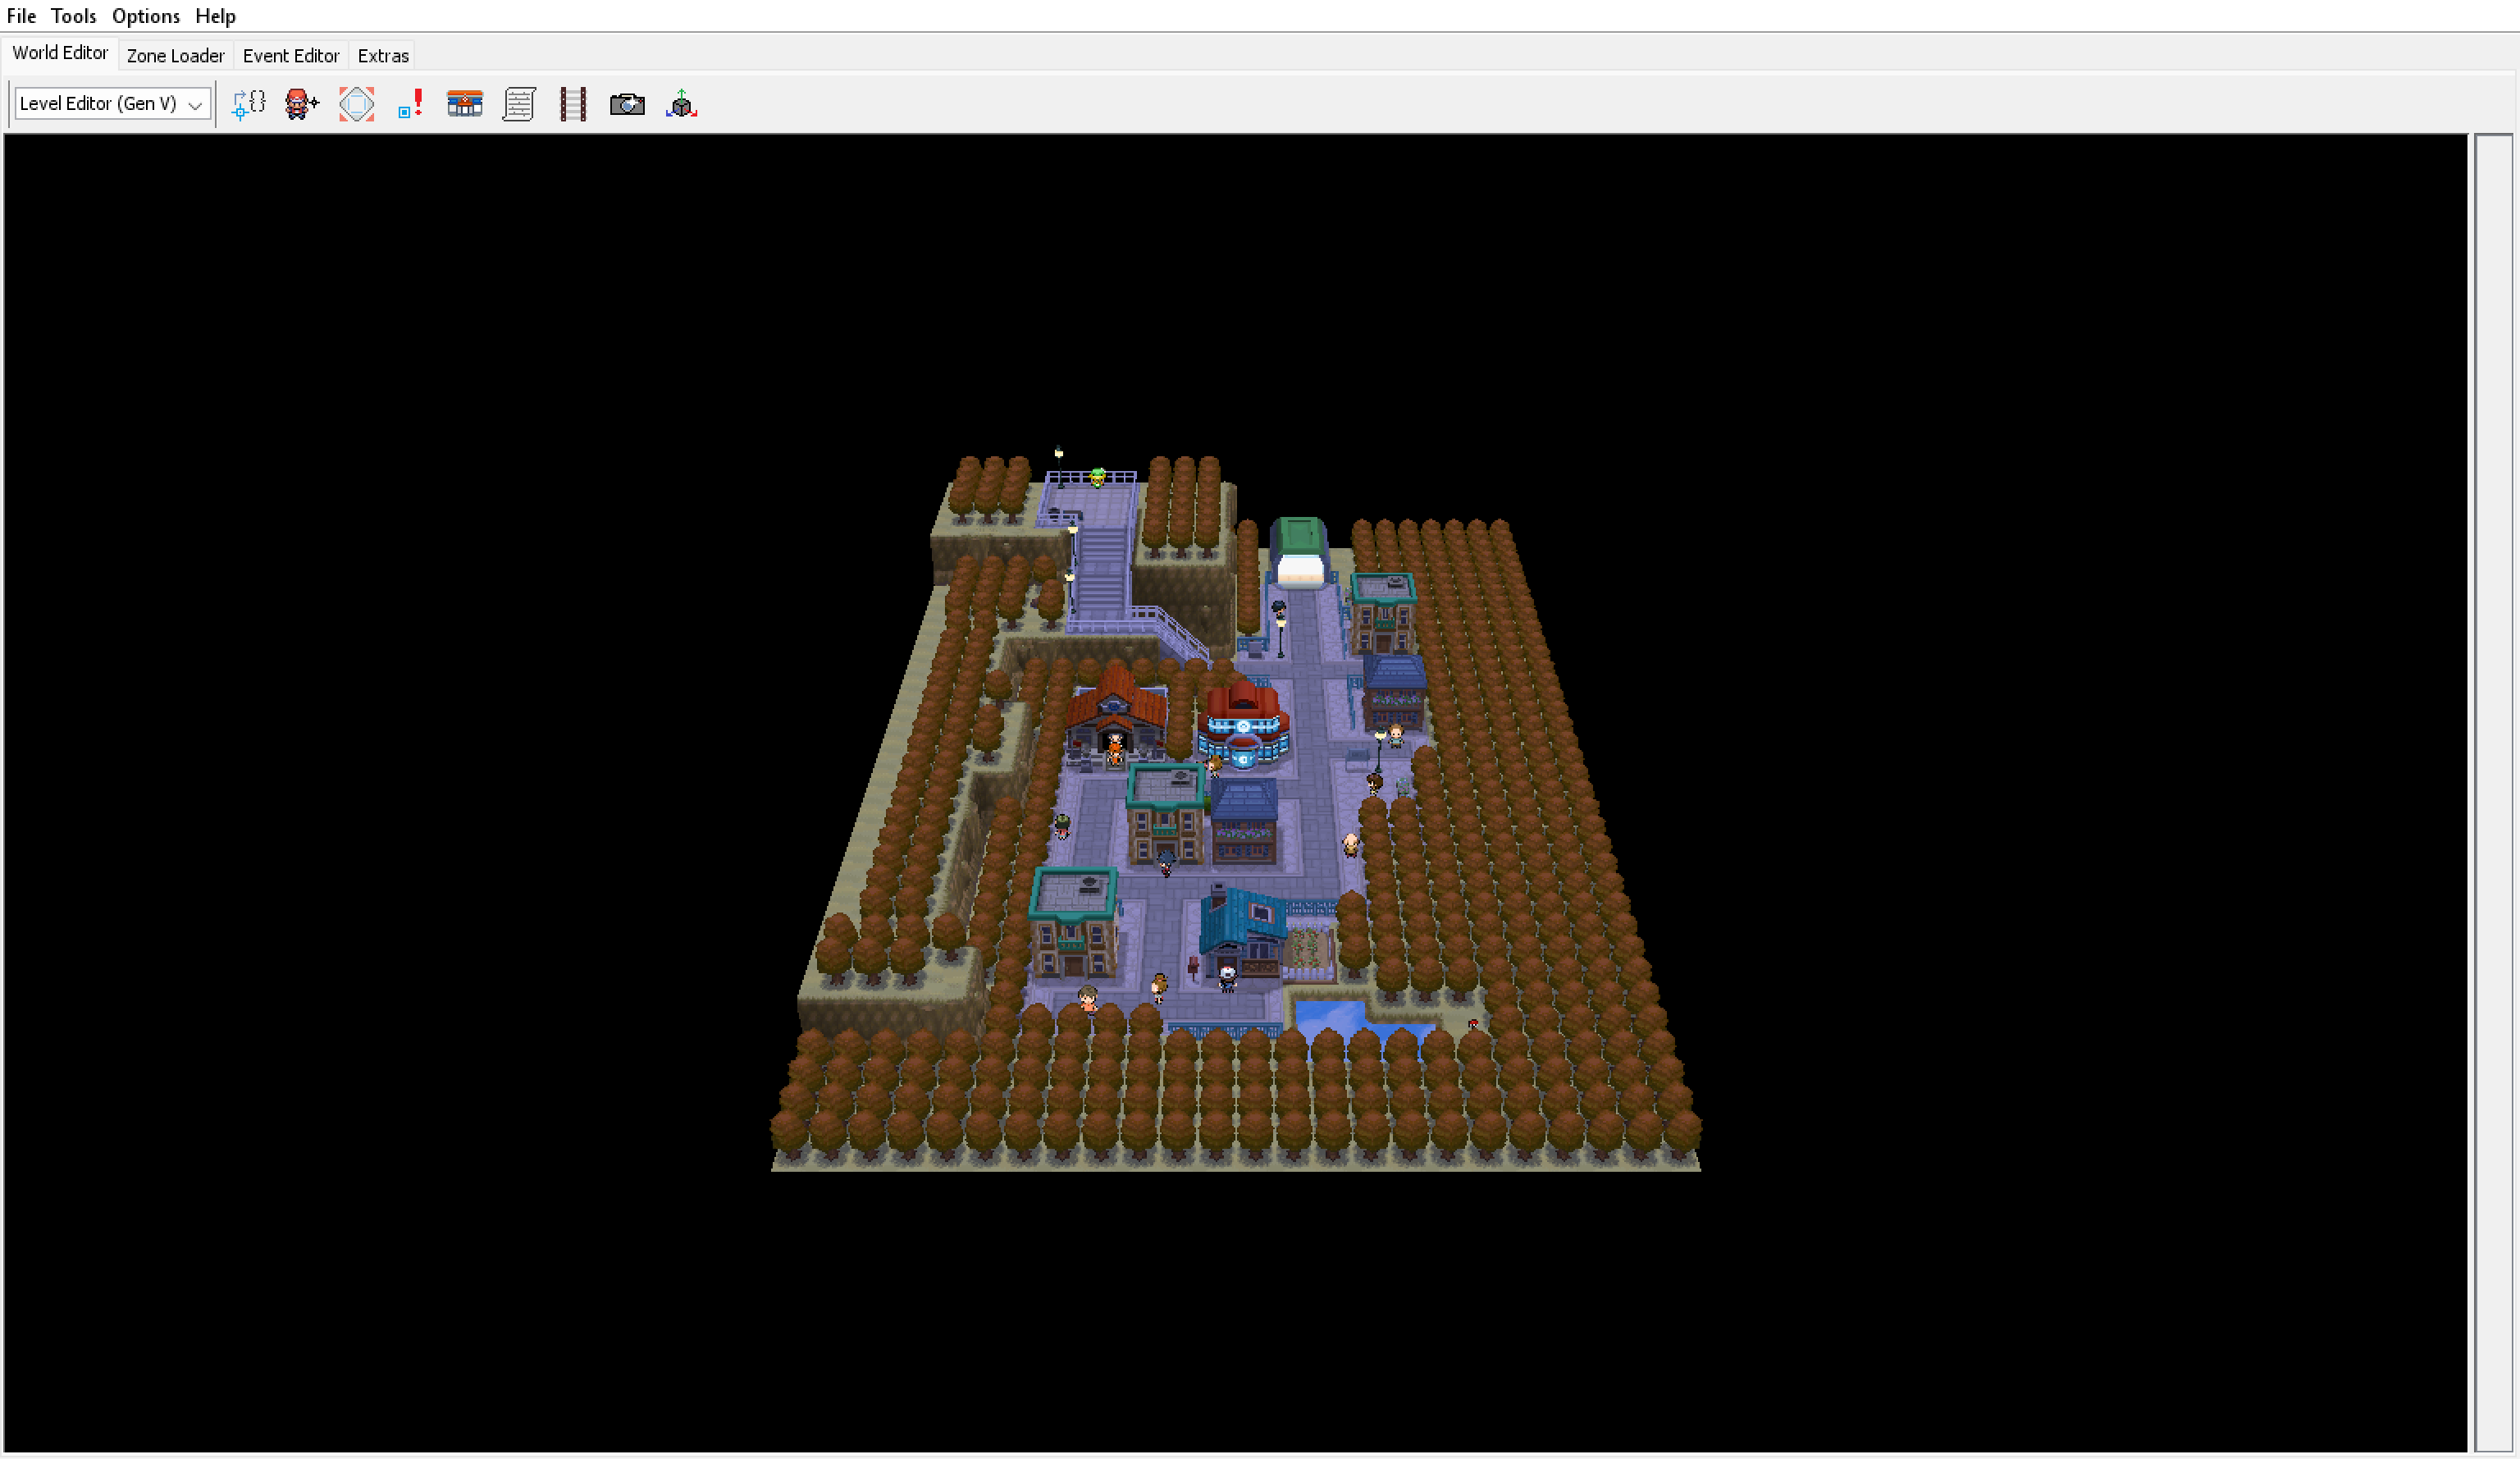 File Tools Options Help
World Editor Zone Loader Event Editor Extras
Level Editor (Gen V)